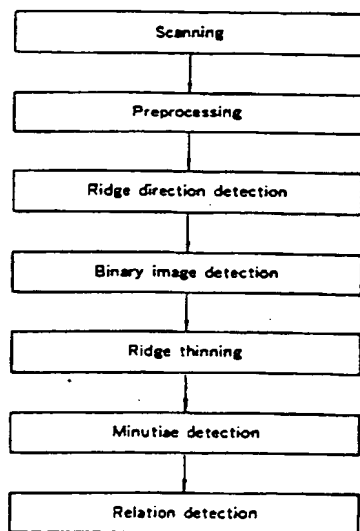 Scanning
Preprocessing
Ridge direction detection
Binary image detection
Ridge thinning
Minutiae detection
Relation detection